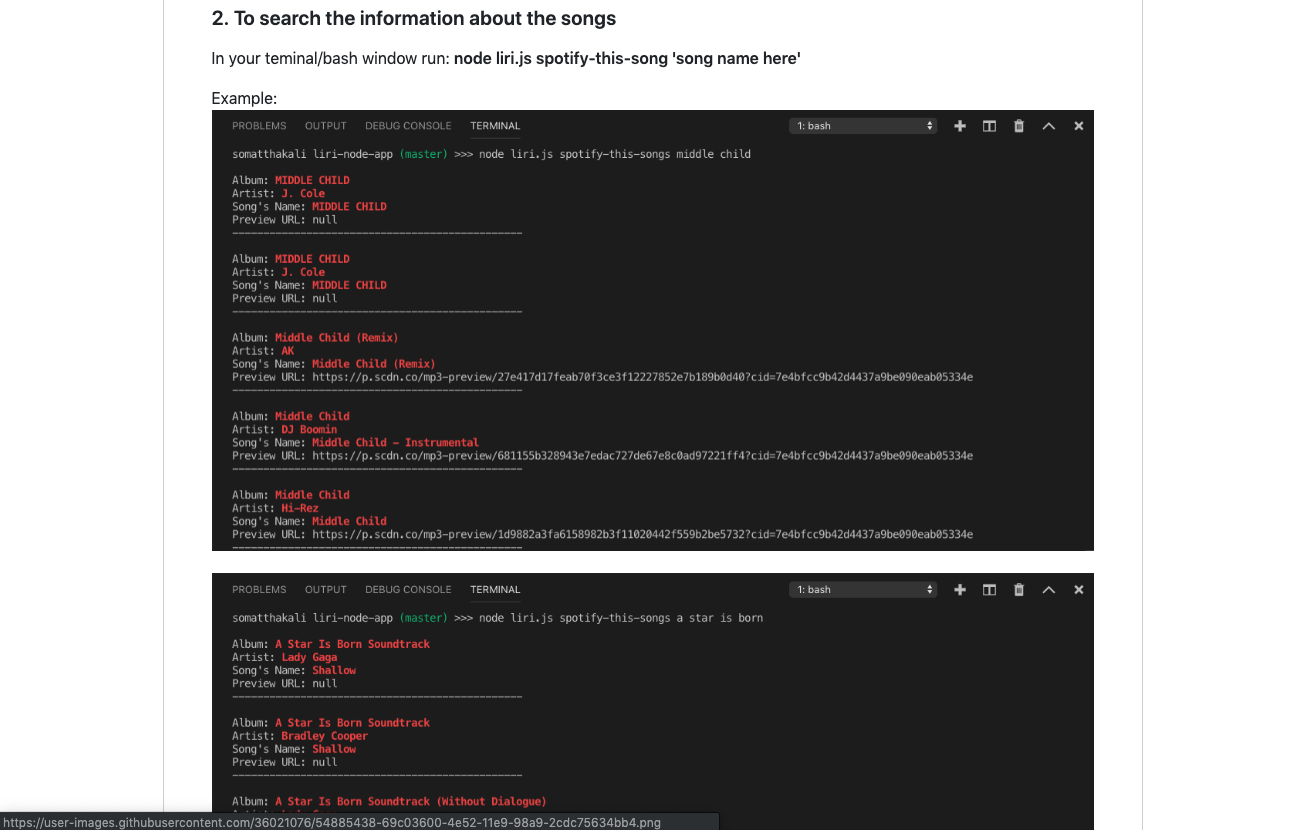 2. To search the information about the songs
In your teminal/bash window run: node liri.js spotify-this-song 'song name here'
Example:
PROBLEMS OUTPUT DEBUG CONSOLE TERMINAL 1: bash
somatthakali liri-node-app (master) >>> node liri.js spotify-this-songs middle child
Album: MIDDLE CHILD
Artist: J. Cole
Song's Name: MIDDLE CHILD
Preview URL: null
------------------------------------------------
Album: MIDDLE CHILD
Artist: J. Cole
Song's Name: MIDDLE CHILD
Preview URL: null
------------------------------------------------
Album: Middle Child (Remix)
Artist: AK
Song's Name: Middle Child (Remix)
Preview URL: https://p.scdn.co/mp3-preview/27e417d17feab70f3ce3f12227852e7b189b0d40?cid=7e4bfcc9b42d4437a9be090eab05334e
------------------------------------------------
Album: Middle Child
Artist: DJ Boomin
Song's Name: Middle Child - Instrumental
Preview URL: https://p.scdn.co/mp3-preview/681155b328943e7edac727de67e8c0ad97221ff4?cid=7e4bfcc9b42d4437a9be090eab05334e
------------------------------------------------
Album: Middle Child
Artist: Hi-Rez
Song's Name: Middle Child
Preview URL: https://p.scdn.co/mp3-preview/1d9882a3fa6158982b3f11020442f559b2be5732?cid=7e4bfcc9b42d4437a9be090eab05334e
------------------------------------------------
PROBLEMS OUTPUT DEBUG CONSOLE TERMINAL 1: bash
somatthakali liri-node-app (master) >>> node liri.js spotify-this-songs a star is born
Album: A Star Is Born Soundtrack
Artist: Lady Gaga
Song's Name: Shallow
Preview URL: null
------------------------------------------------
Album: A Star Is Born Soundtrack
Artist: Bradley Cooper
Song's Name: Shallow
Preview URL: null
------------------------------------------------
Album: A Star Is Born Soundtrack (Without Dialogue)
https://user-images.githubusercontent.com/36021076/54885438-69c03600-4e52-11e9-98a9-2cdc75634bb4.png